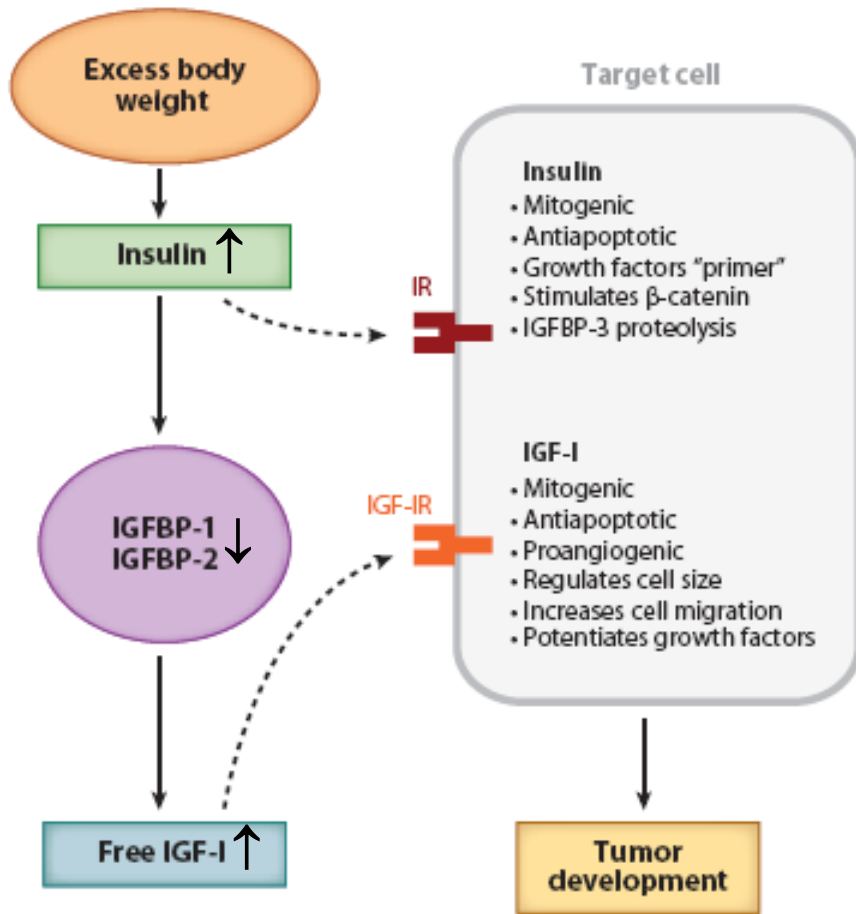 Excess body
weight
Insulin ↑
IGFBP-1
IGFBP-2 ↓
Free IGF-I ↑
Target cell
IR
Insulin
• Mitogenic
• Antiapoptotic
• Growth factors “primer”
• Stimulates β-catenin
• IGFBP-3 proteolysis
IGF-IR
IGF-I
• Mitogenic
• Antiapoptotic
• Proangiogenic
• Regulates cell size
• Increases cell migration
• Potentiates growth factors
Tumor
development